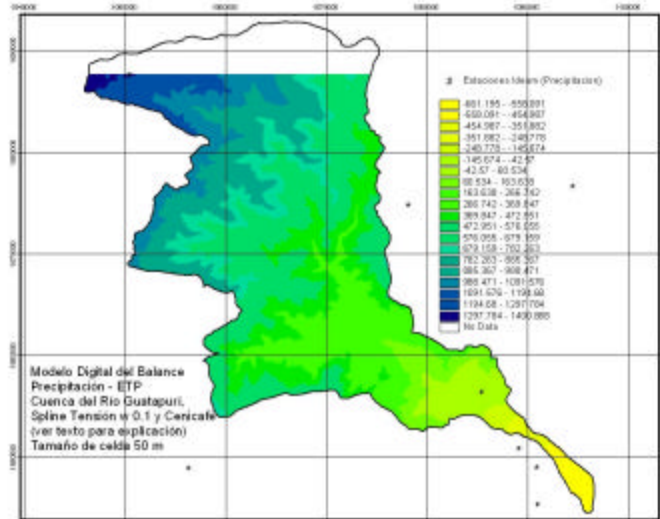 Estaciones Ideam (Precipitacion)
-661.195 - -558.091
-558.091 - -454.987
-454.987 - -351.882
-351.882 - -248.778
-248.778 - -145.674
-145.674 - -42.57
-42.57 - 60.534
60.534 - 163.638
163.638 - 266.742
266.742 - 369.847
369.847 - 472.951
472.951 - 576.055
576.055 - 679.159
679.159 - 782.263
782.263 - 885.367
885.367 - 988.471
988.471 - 1091.576
1091.576 - 1194.68
1194.68 - 1297.784
1297.784 - 1400.888
No Data
Modelo Digital del Balance
Precipitación - ETP
Cuenca del Río Guatapurí,
Spline Tensión w 0.1 y Cenicafe
(ver texto para explicación)
Tamaño de celda 50 m